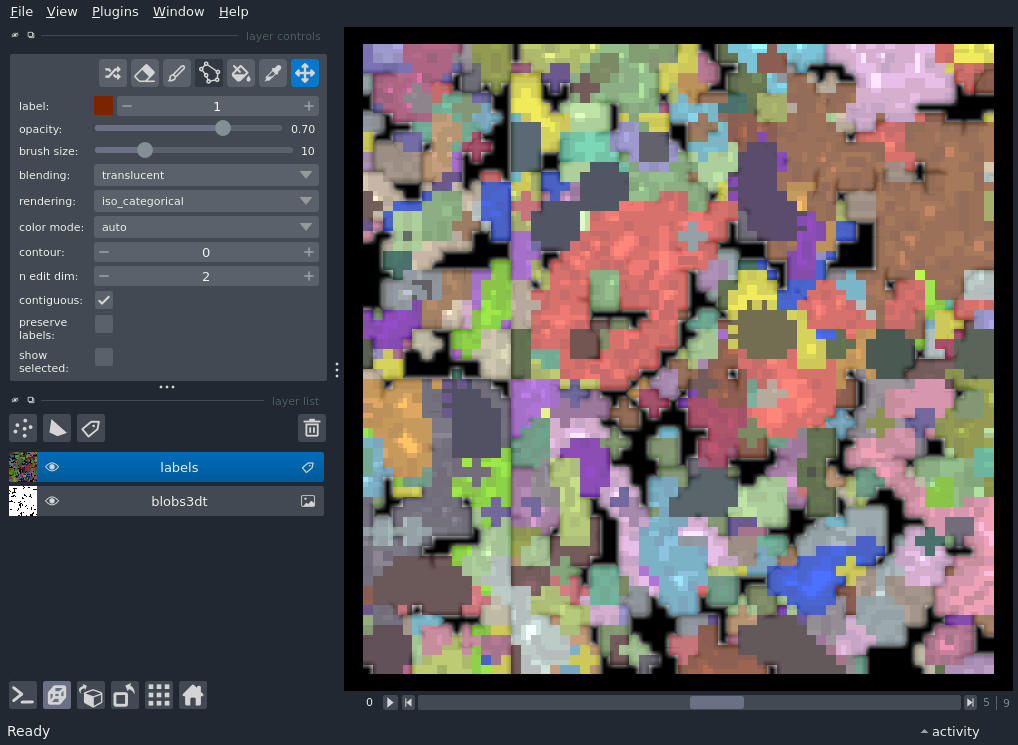 File View Plugins Window Help
layer controls
label: 1
opacity: 0.70
brush size: 10
blending: translucent
rendering: iso_categorical
color mode: auto
contour: 0
n edit dim: 2
contiguous:
preserve
labels:
show
selected:
layer list
labels
blobs3dt
0 5 9
Ready activity